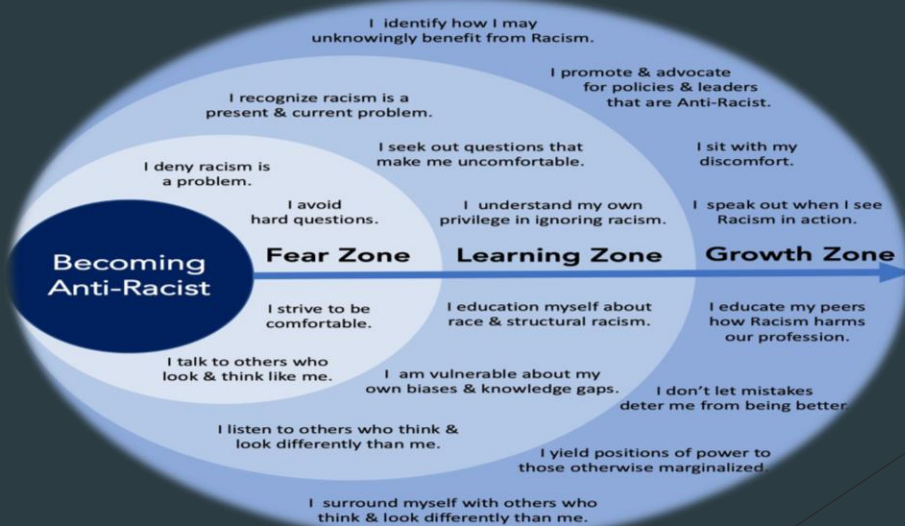 I identify how I may
unknowingly benefit from Racism.
I promote & advocate
for policies & leaders
that are Anti-Racist.
I recognize racism is a
present & current problem.
I seek out questions that
make me uncomfortable.
I sit with my
discomfort.
I deny racism is
a problem.
I avoid
hard questions.
I understand my own
privilege in ignoring racism.
I speak out when I see
Racism in action.
Becoming
Anti-Racist
Fear Zone
Learning Zone
Growth Zone
I strive to be
comfortable.
I education myself about
race & structural racism.
I educate my peers
how Racism harms
our profession.
I talk to others who
look & think like me.
I am vulnerable about my
own biases & knowledge gaps.
I don't let mistakes
deter me from being better
I listen to others who think &
look differently than me.
I yield positions of power to
those otherwise marginalized.
I surround myself with others who
think & look differently than me.